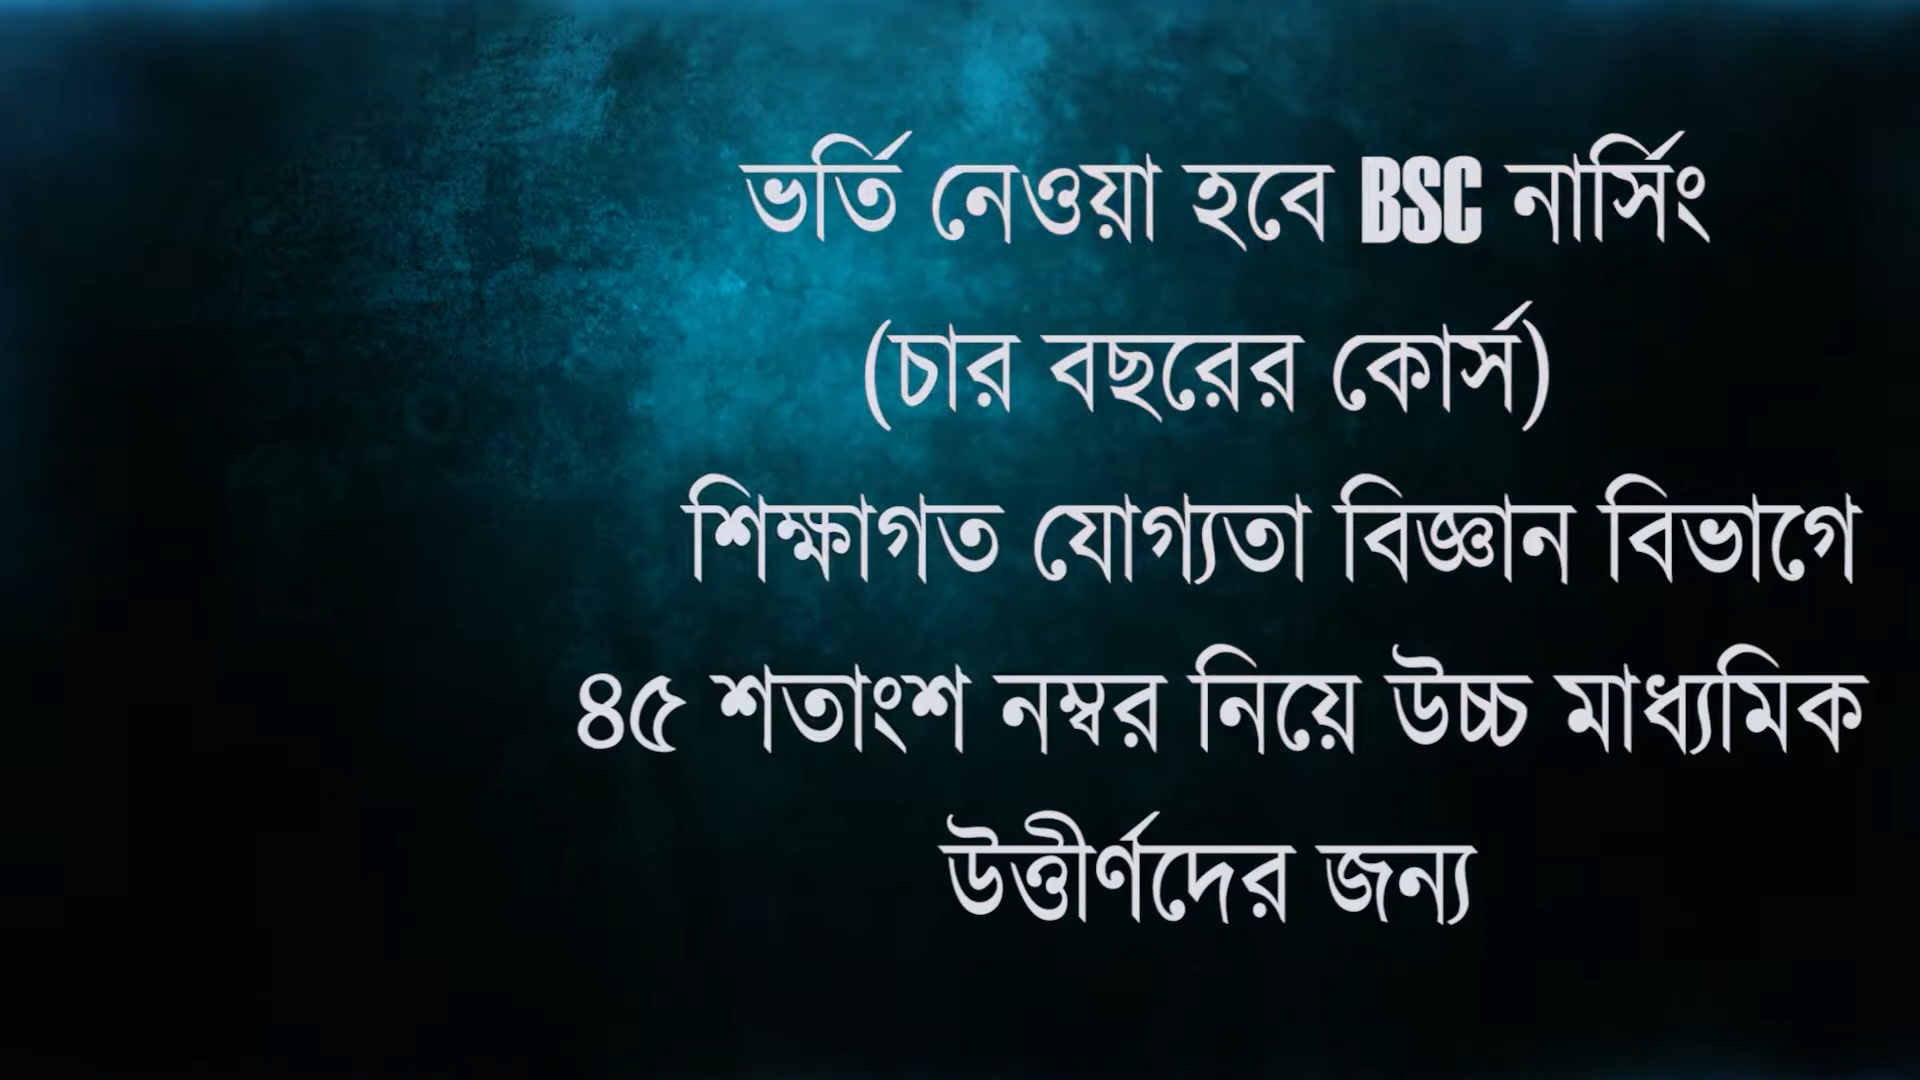 ভর্তি নেওয়া হবে BSC নার্সিং
(চার বছরের কোর্স)
শিক্ষাগত যোগ্যতা বিজ্ঞান বিভাগে
৪৫ শতাংশ নম্বর নিয়ে উচ্চ মাধ্যমিক
উত্তীর্ণদের জন্য